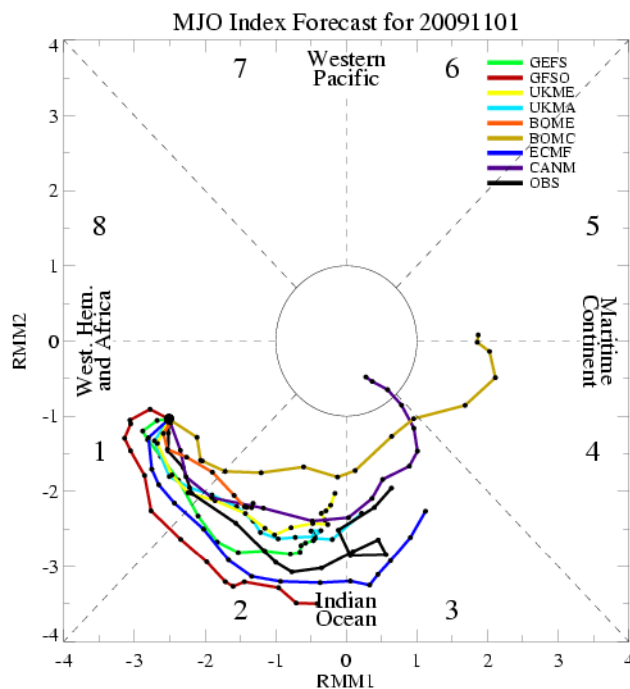 MJO Index Forecast for 20091101
4
3
2
1
0
-1
-2
-3
-4
-4
-3
-2
-1
0
1
2
3
4
RMM2
RMM1
7
Western
Pacific
6
8
5
West. Hem.
and Africa
Maritime
Continent
1
4
2
Indian
Ocean
3
GEFS
GFSO
UKME
UKMA
BOME
BOMC
ECMF
CANM
OBS